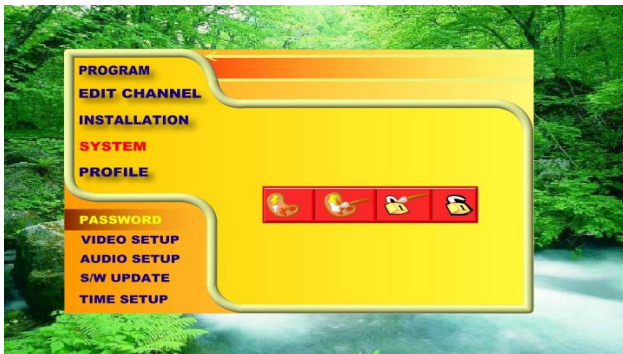 PROGRAM
EDIT CHANNEL
INSTALLATION
SYSTEM
PROFILE
PASSWORD
VIDEO SETUP
AUDIO SETUP
S/W UPDATE
TIME SETUP